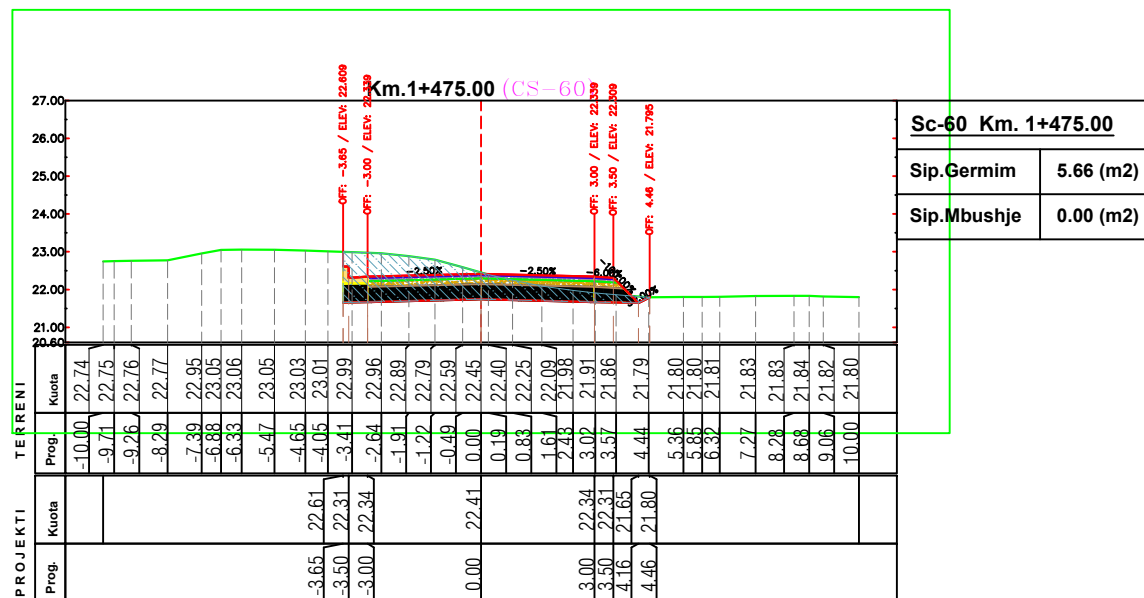 Km.1+475.00 (CS-60)
OFF: -3.65 / ELEV: 22.609
OFF: -3.00 / ELEV: 22.339
OFF: 3.00 / ELEV: 22.339
OFF: 3.50 / ELEV: 22.309
OFF: 4.46 / ELEV: 21.795
27.00
26.00
25.00
24.00
23.00
22.00
21.00
20.60
-2.50%
-2.50%
-6.00%
Sc-60 Km. 1+475.00
Sip.Germim 5.66 (m2)
Sip.Mbushje 0.00 (m2)
TERRENI
Kuota 22.74 22.75 22.76 22.77 22.95 23.05 23.06 23.05 23.03 23.01 22.99 22.96 22.89 22.79 22.59 22.45 22.40 22.25 22.09 21.98 21.91 21.86 21.79 21.80 21.80 21.81 21.83 21.83 21.84 21.82 21.80
Prog. -10.00 -9.71 -9.26 -8.29 -7.39 -6.88 -6.33 -5.47 -4.65 -4.05 -3.41 -2.64 -1.91 -1.22 -0.49 0.00 0.19 0.83 1.61 2.43 3.02 3.57 4.44 5.36 5.85 6.32 7.27 8.28 8.68 9.06 10.00
PROJEKTI
Kuota 22.61 22.31 22.34 22.41 22.34 22.31 21.65 21.80
Prog. -3.65 -3.50 -3.00 0.00 3.00 3.50 4.16 4.46